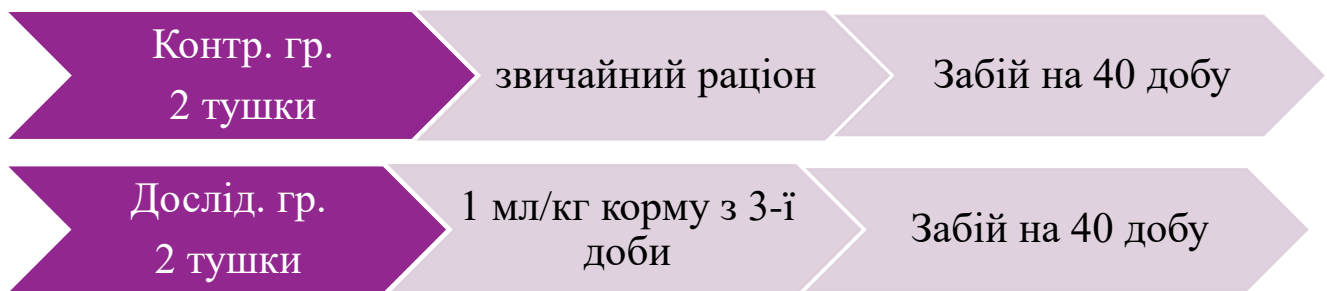 Контр. гр.
2 тушки
звичайний раціон
Забій на 40 добу
Дослід. гр.
2 тушки
1 мл/кг корму з 3-ї
доби
Забій на 40 добу